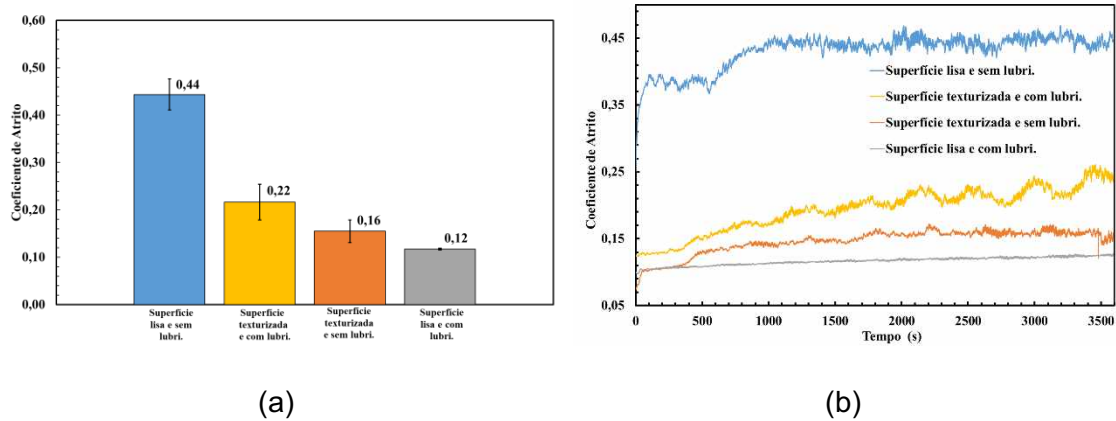 Coeficiente de Atrito
0,60
0,50
0,40
0,30
0,20
0,10
0,00
0,44
0,22
0,16
0,12
Superfície
lisa e sem
lubri.
Superfície
texturizada
e com lubri.
Superfície
texturizada
e sem lubri.
Superfície
lisa e com
lubri.
(a)
Coeficiente de Atrito
0,45
0,35
0,25
0,15
0,05
Superfície lisa e sem lubri.
Superfície texturizada e com lubri.
Superfície texturizada e sem lubri.
Superfície lisa e com lubri.
0 500 1000 1500 2000 2500 3000 3500
Tempo (s)
(b)